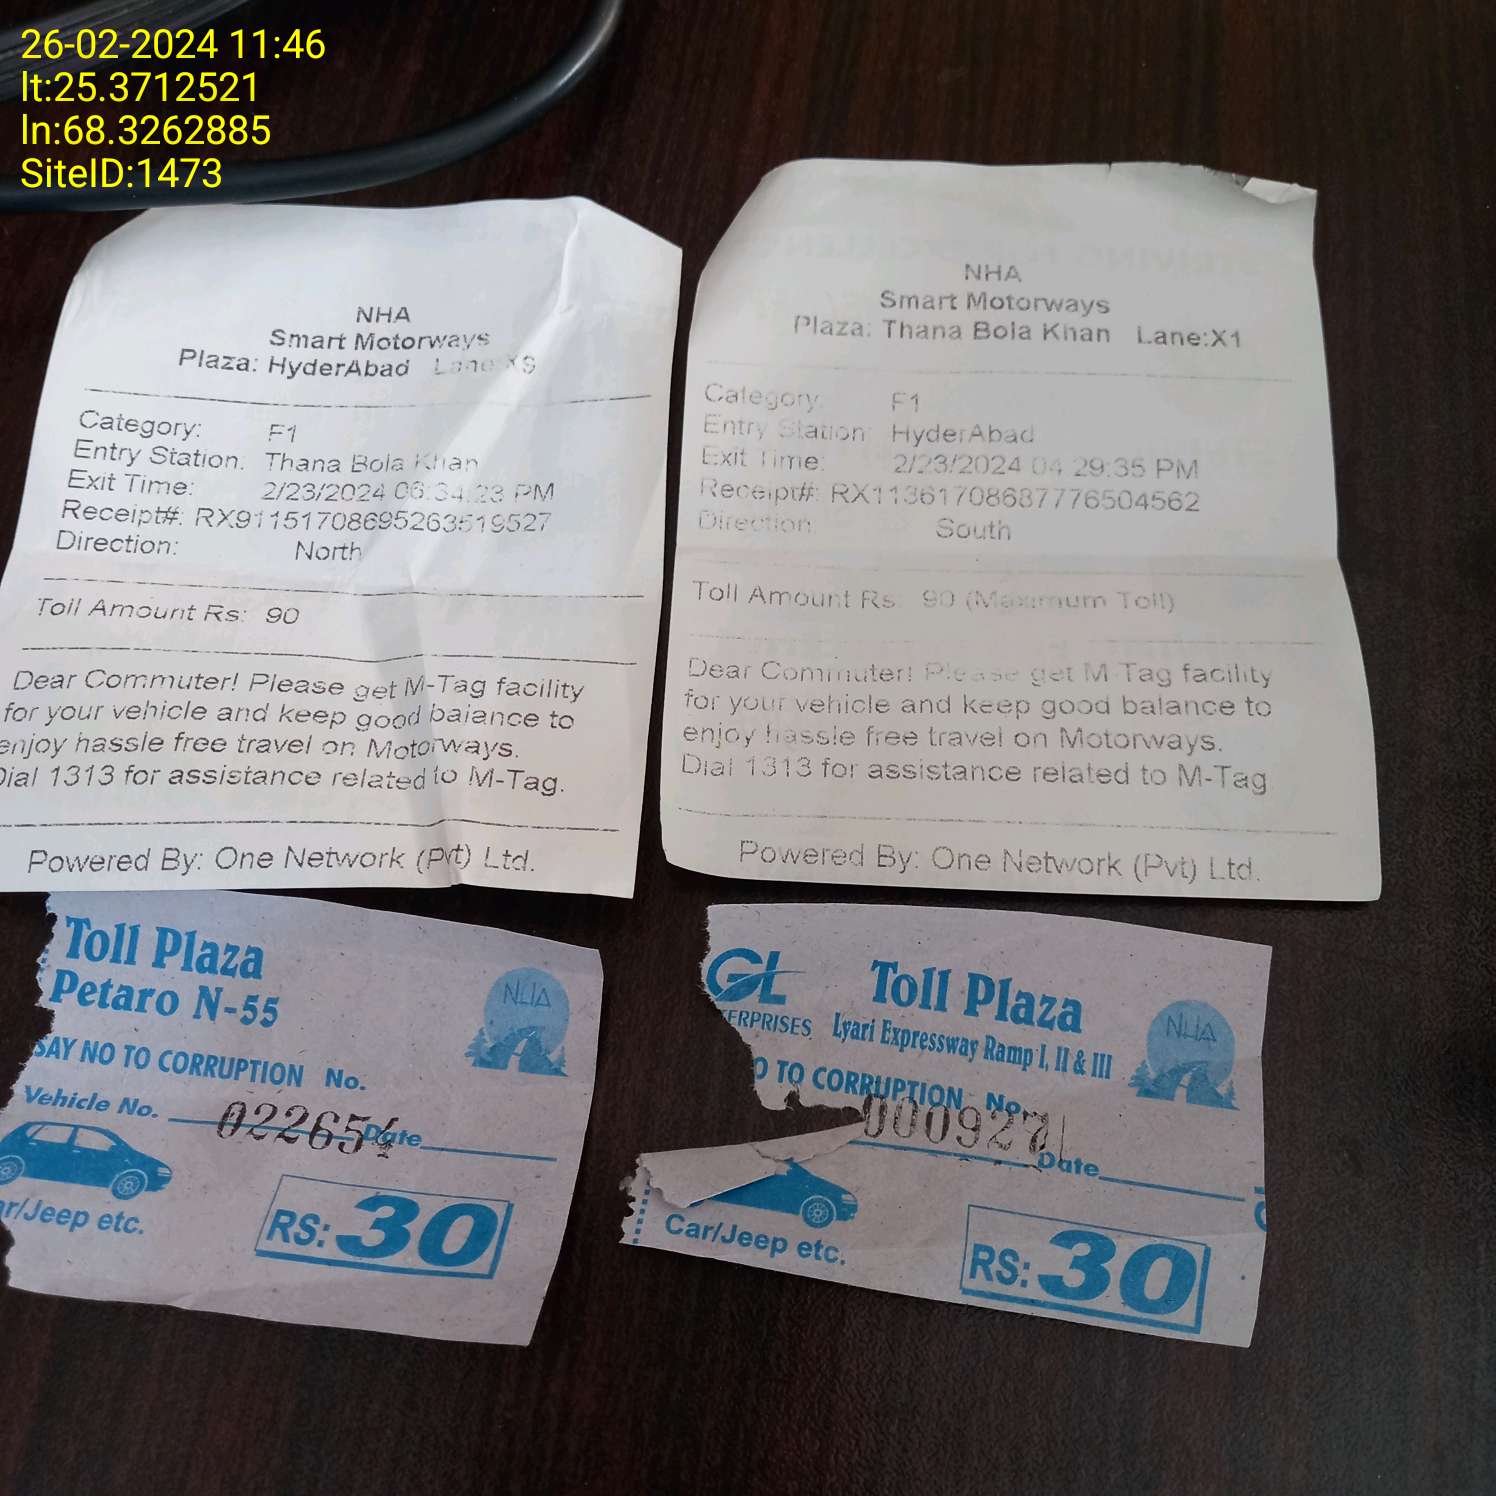 26-02-2024 11:46
lt:25.3712521
ln:68.3262885
SiteID:1473
NHA
Smart Motorways
Plaza: HyderAbad Lane:X9
Category: F1
Entry Station: Thana Bola Khan
Exit Time: 2/23/2024 06:34:23 PM
Receipt#: RX91151708695263519527
Direction: North
Toll Amount Rs: 90
Dear Commuter! Please get M-Tag facility
for your vehicle and keep good balance to
enjoy hassle free travel on Motorways.
Dial 1313 for assistance related to M-Tag.
Powered By: One Network (Pvt) Ltd.
NHA
Smart Motorways
Plaza: Thana Bola Khan Lane:X1
Category: F1
Entry Station: HyderAbad
Exit Time: 2/23/2024 04:29:35 PM
Receipt#: RX11361708687776504562
Direction: South
Toll Amount Rs: 90 (Maximum Toll)
Dear Commuter! Please get M-Tag facility
for your vehicle and keep good balance to
enjoy hassle free travel on Motorways.
Dial 1313 for assistance related to M-Tag
Powered By: One Network (Pvt) Ltd.
Toll Plaza
Petaro N-55
NHA
SAY NO TO CORRUPTION No.
Vehicle No. 022654 Date
ar/Jeep etc.
RS: 30
GL
ERPRISES
Toll Plaza
Lyari Expressway Ramp I, II & III
NHA
O TO CORRUPTION No.
000927
Date
Car/Jeep etc.
RS: 30